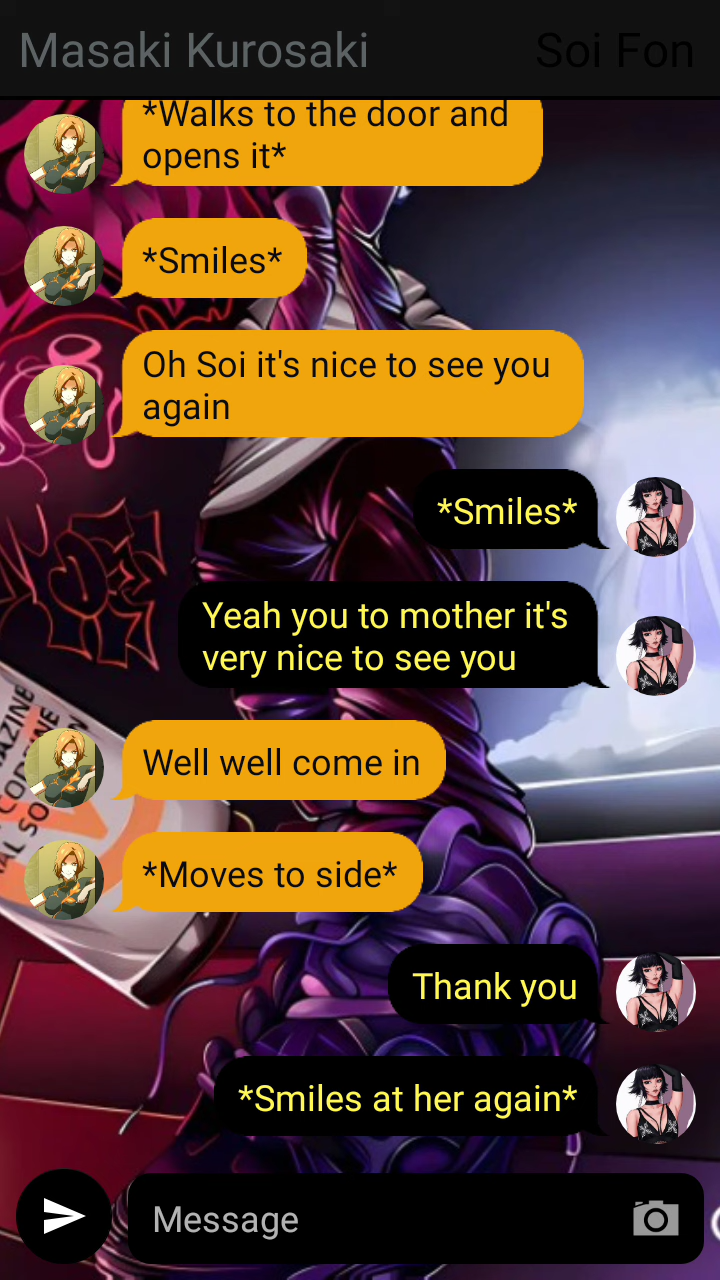 Masaki Kurosaki
Soi Fon
*Walks to the door and
opens it*
*Smiles*
Oh Soi it's nice to see you
again
*Smiles*
Yeah you to mother it's
very nice to see you
Well well come in
*Moves to side*
Thank you
*Smiles at her again*
Message